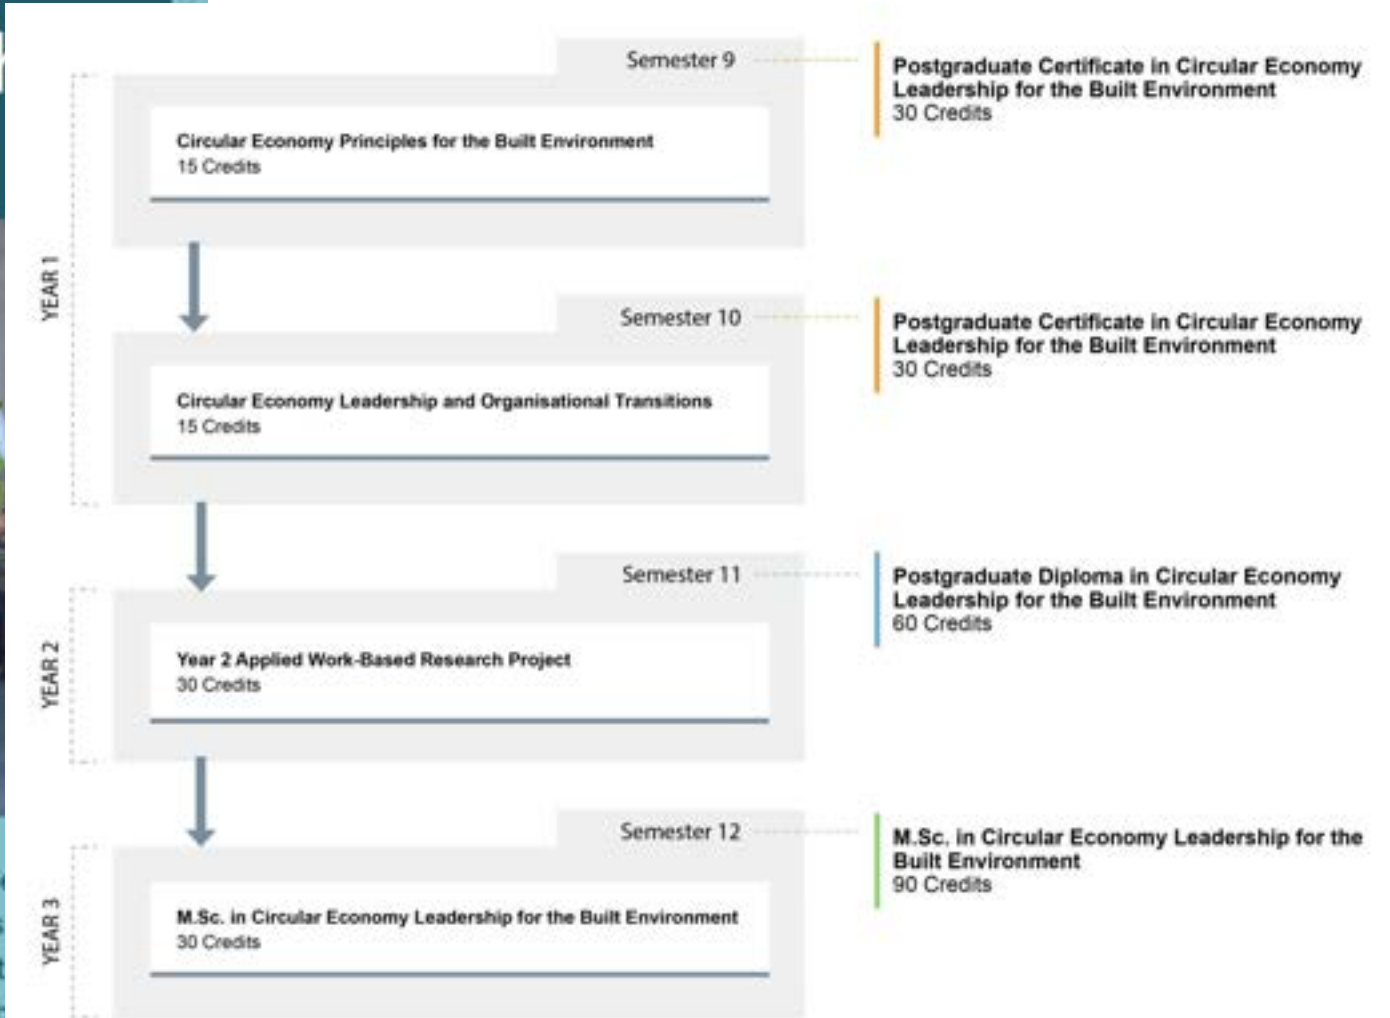 Semester 9
Postgraduate Certificate in Circular Economy
Leadership for the Built Environment
30 Credits
Circular Economy Principles for the Built Environment
15 Credits
YEAR 1
Semester 10
Postgraduate Certificate in Circular Economy
Leadership for the Built Environment
30 Credits
Circular Economy Leadership and Organisational Transitions
15 Credits
Semester 11
Postgraduate Diploma in Circular Economy
Leadership for the Built Environment
60 Credits
YEAR 2
Year 2 Applied Work-Based Research Project
30 Credits
Semester 12
M.Sc. in Circular Economy Leadership for the
Built Environment
90 Credits
YEAR 3
M.Sc. in Circular Economy Leadership for the Built Environment
30 Credits